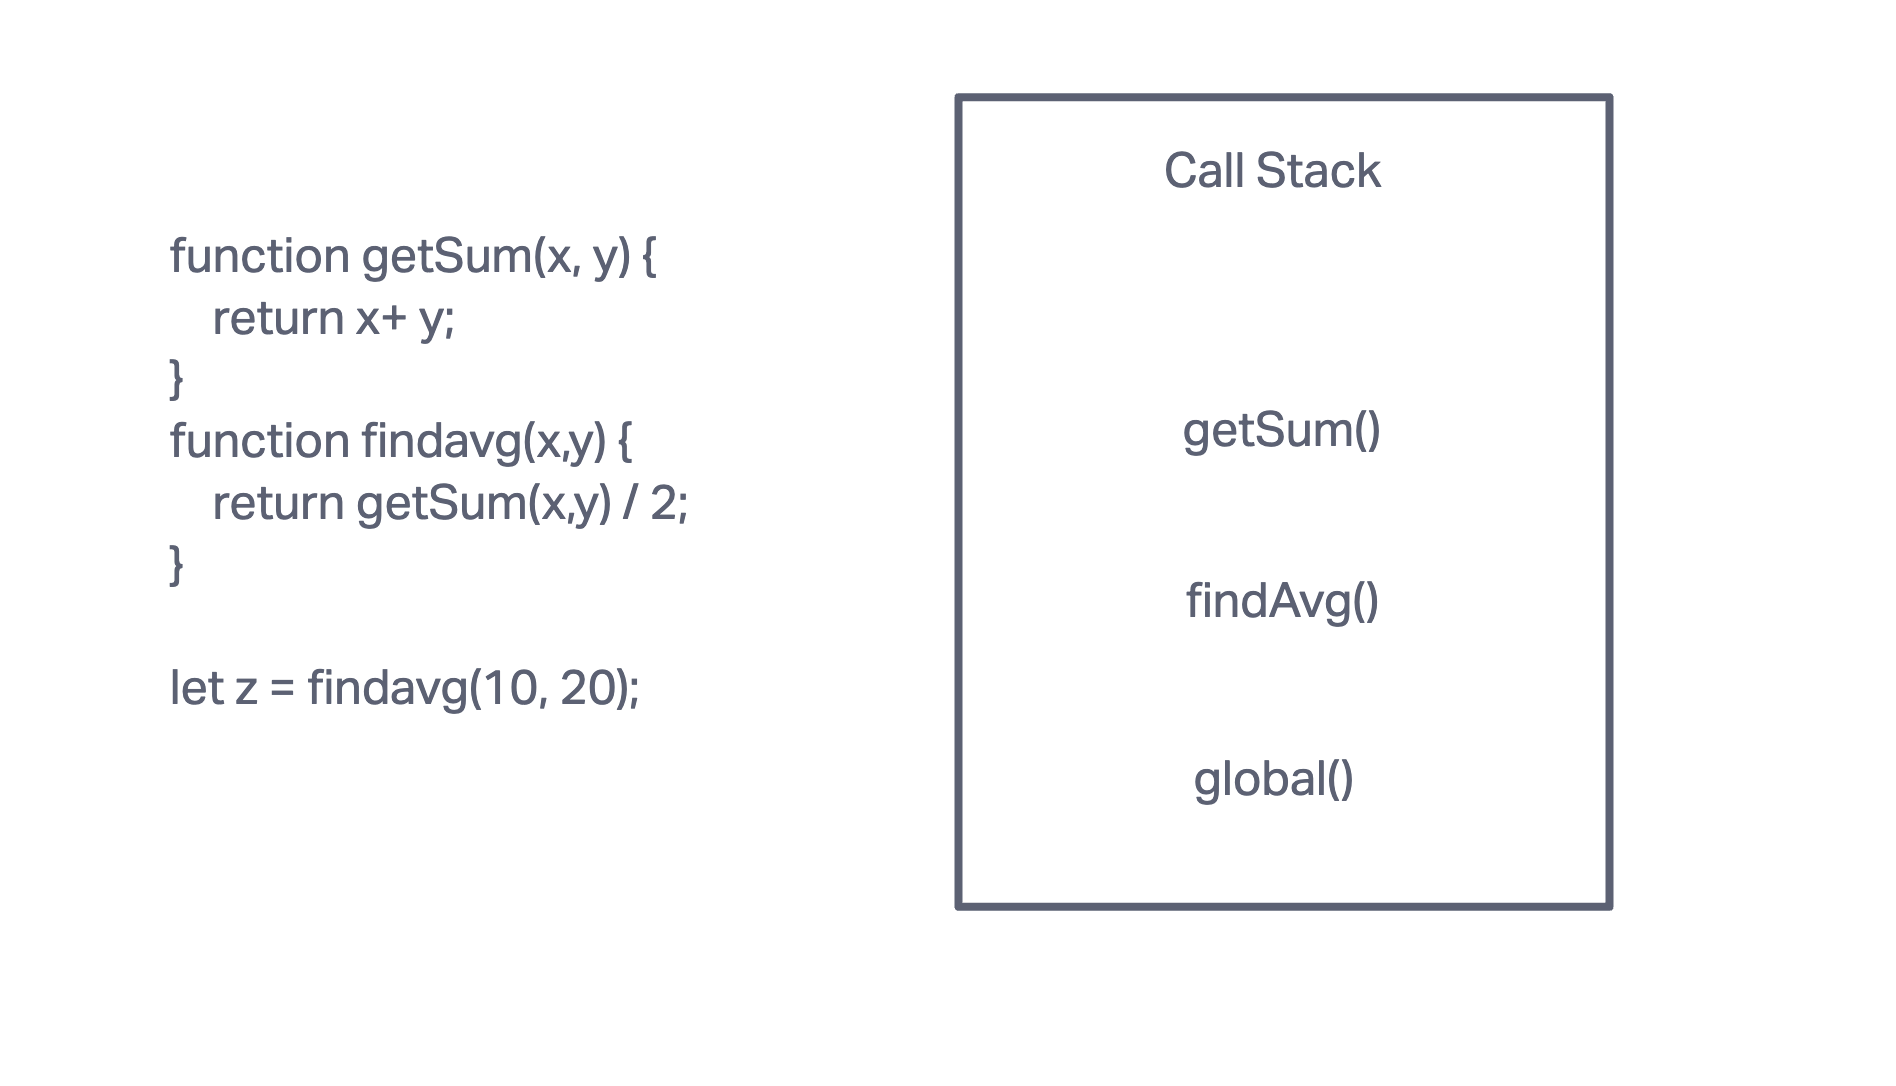 function getSum(x, y) {
return x+ y;
}
function findavg(x,y) {
return getSum(x,y) / 2;
}
let z = findavg(10, 20);
Call Stack
getSum()
findAvg()
global()